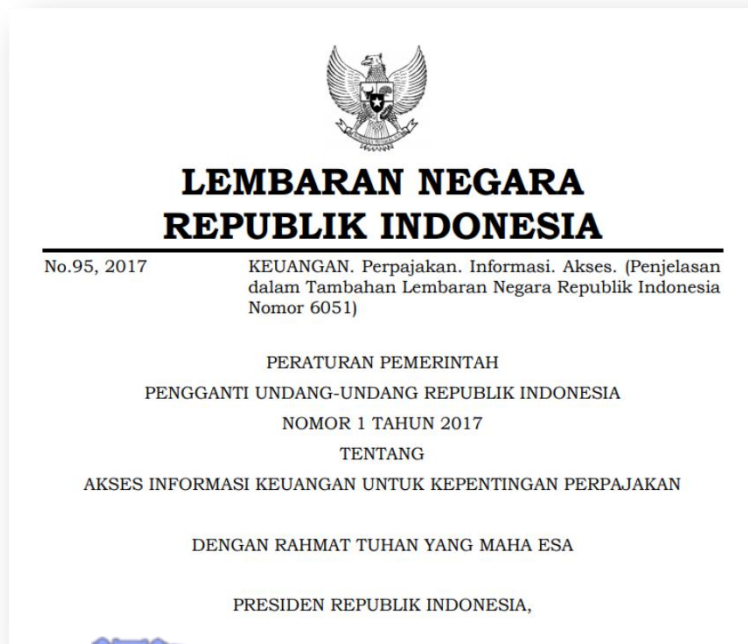 LEMBARAN NEGARA
REPUBLIK INDONESIA
No.95, 2017
KEUANGAN. Perpajakan. Informasi. Akses. (Penjelasan
dalam Tambahan Lembaran Negara Republik Indonesia
Nomor 6051)
PERATURAN PEMERINTAH
PENGGANTI UNDANG-UNDANG REPUBLIK INDONESIA
NOMOR 1 TAHUN 2017
TENTANG
AKSES INFORMASI KEUANGAN UNTUK KEPENTINGAN PERPAJAKAN
DENGAN RAHMAT TUHAN YANG MAHA ESA
PRESIDEN REPUBLIK INDONESIA,